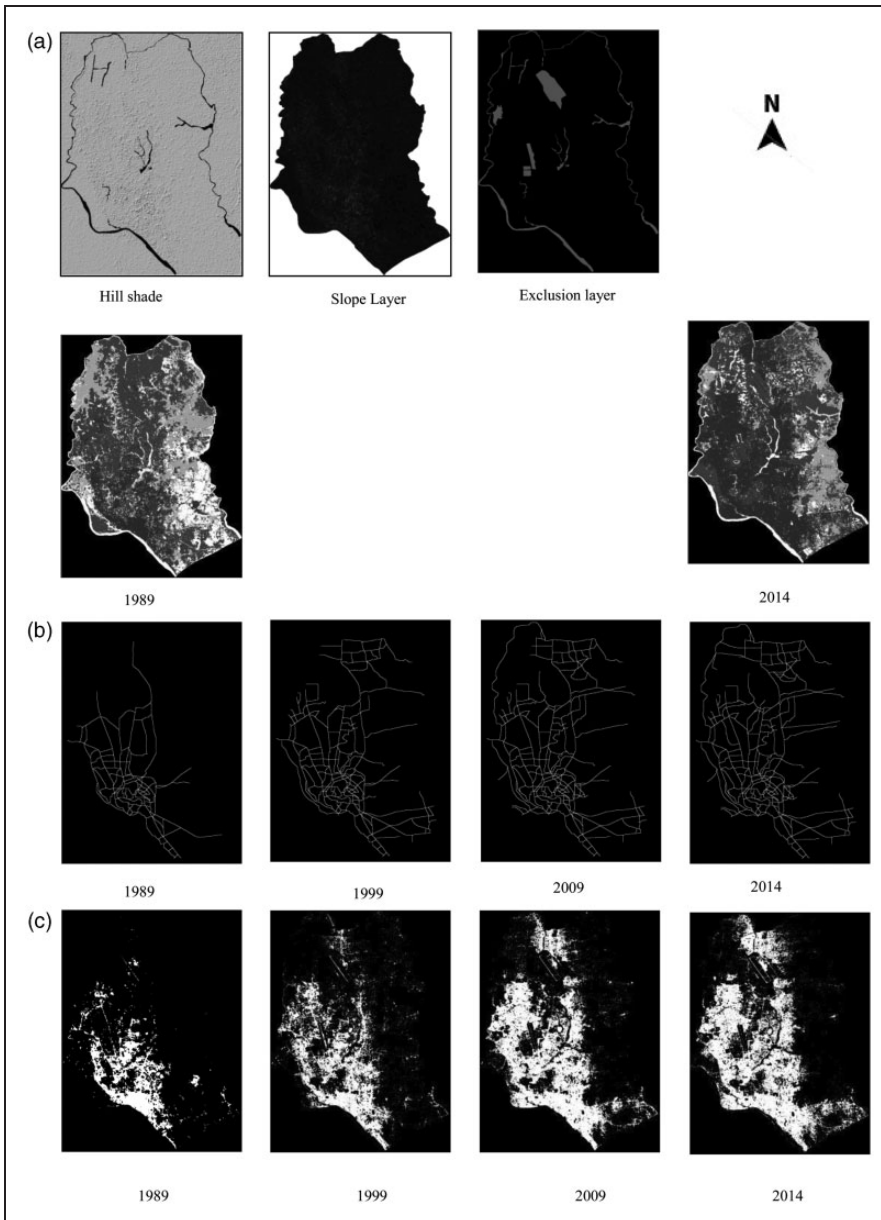 (a)
N
Hill shade
Slope Layer
Exclusion layer
1989
2014
(b)
1989
1999
2009
2014
(c)
1989
1999
2009
2014